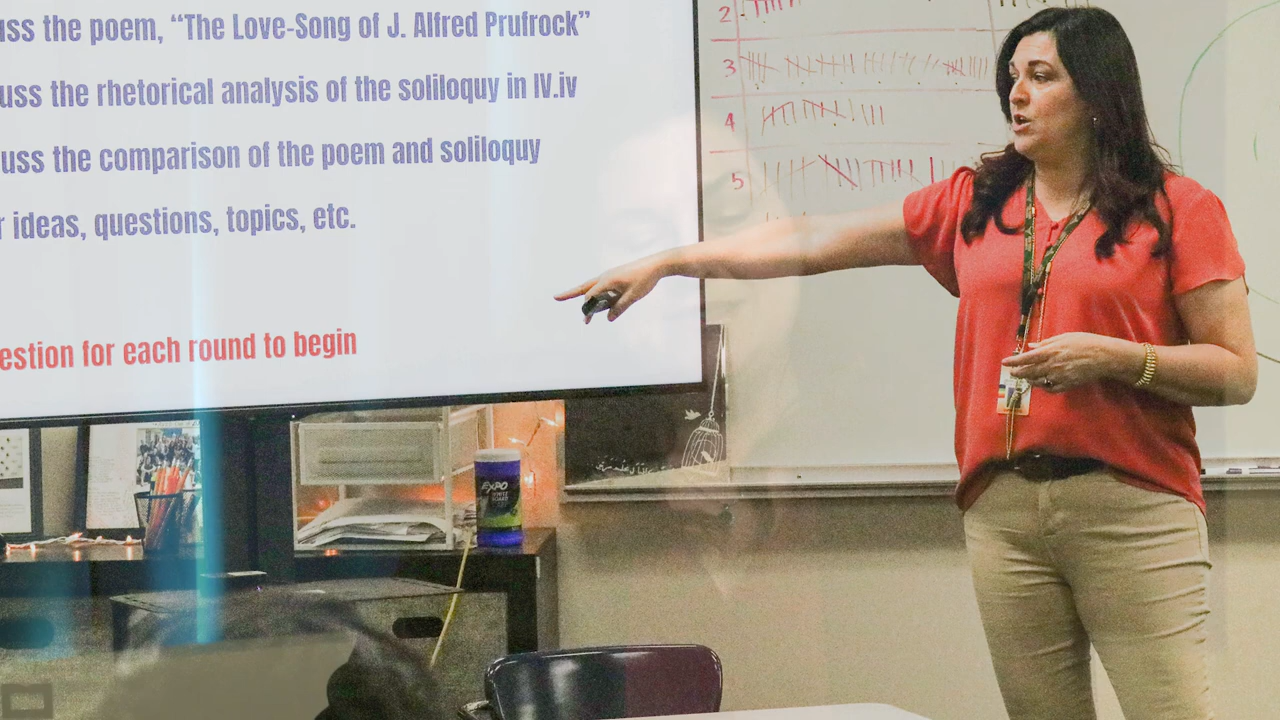 uss the poem, “The Love-Song of J. Alfred Prufrock”
uss the rhetorical analysis of the soliloquy in IV.iv
uss the comparison of the poem and soliloquy
r ideas, questions, topics, etc.
estion for each round to begin
2
3
4
5
EXPO